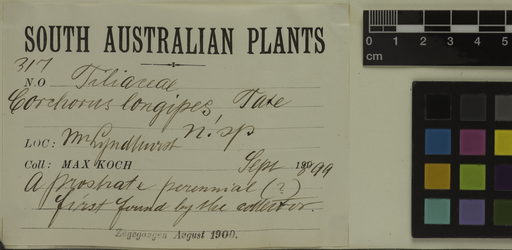 SOUTH AUSTRALIAN PLANTS
317
N.O Tiliaceae
Corchorus longipes, Tate
n. sp
LOC: Mt Lyndhurst
Coll: MAX KOCH Sept 1899
A prostrate perennial (?)
first found by the collector.
Zugegangen August 1900.
0 1 2 3 4 5
cm